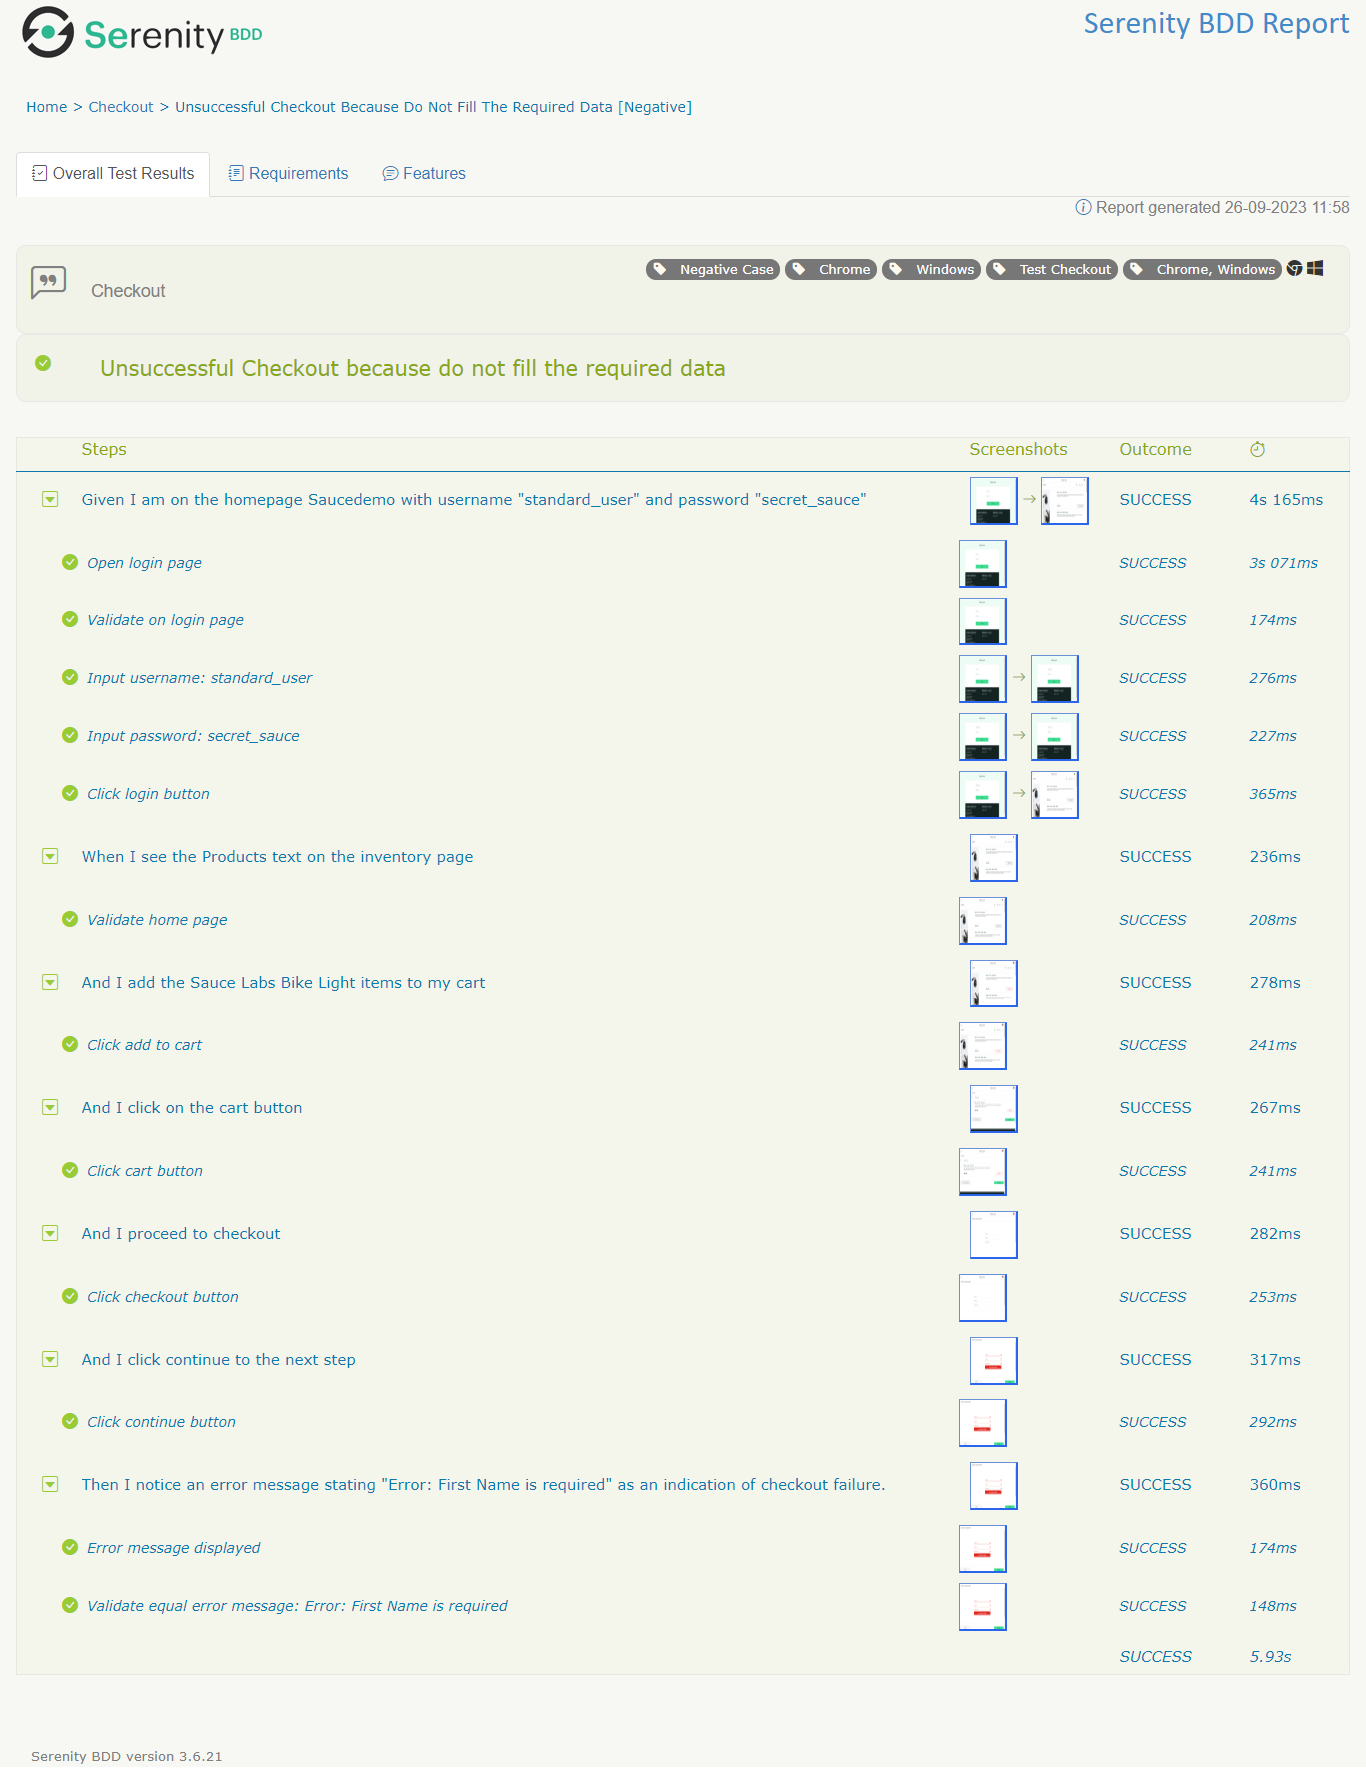 Serenity BDD
Serenity BDD Report
Home > Checkout > Unsuccessful Checkout Because Do Not Fill The Required Data [Negative]
Overall Test Results Requirements Features
Report generated 26-09-2023 11:58
Negative Case Chrome Windows Test Checkout Chrome, Windows
Checkout
Unsuccessful Checkout because do not fill the required data
Steps Screenshots Outcome
Given I am on the homepage Saucedemo with username "standard_user" and password "secret_sauce" SUCCESS 4s 165ms
Open login page SUCCESS 3s 071ms
Validate on login page SUCCESS 174ms
Input username: standard_user SUCCESS 276ms
Input password: secret_sauce SUCCESS 227ms
Click login button SUCCESS 365ms
When I see the Products text on the inventory page SUCCESS 236ms
Validate home page SUCCESS 208ms
And I add the Sauce Labs Bike Light items to my cart SUCCESS 278ms
Click add to cart SUCCESS 241ms
And I click on the cart button SUCCESS 267ms
Click cart button SUCCESS 241ms
And I proceed to checkout SUCCESS 282ms
Click checkout button SUCCESS 253ms
And I click continue to the next step SUCCESS 317ms
Click continue button SUCCESS 292ms
Then I notice an error message stating "Error: First Name is required" as an indication of checkout failure. SUCCESS 360ms
Error message displayed SUCCESS 174ms
Validate equal error message: Error: First Name is required SUCCESS 148ms
SUCCESS 5.93s
Serenity BDD version 3.6.21